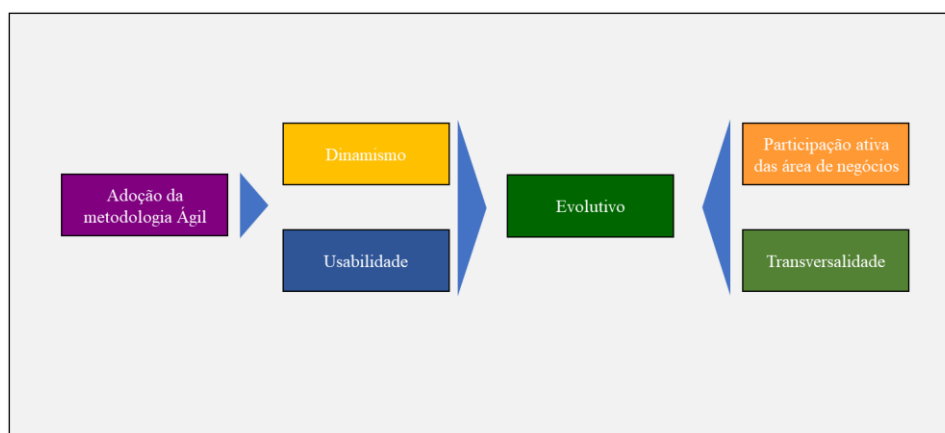 Adoção da
metodologia Ágil
Dinamismo
Usabilidade
Evolutivo
Participação ativa
das área de negócios
Transversalidade